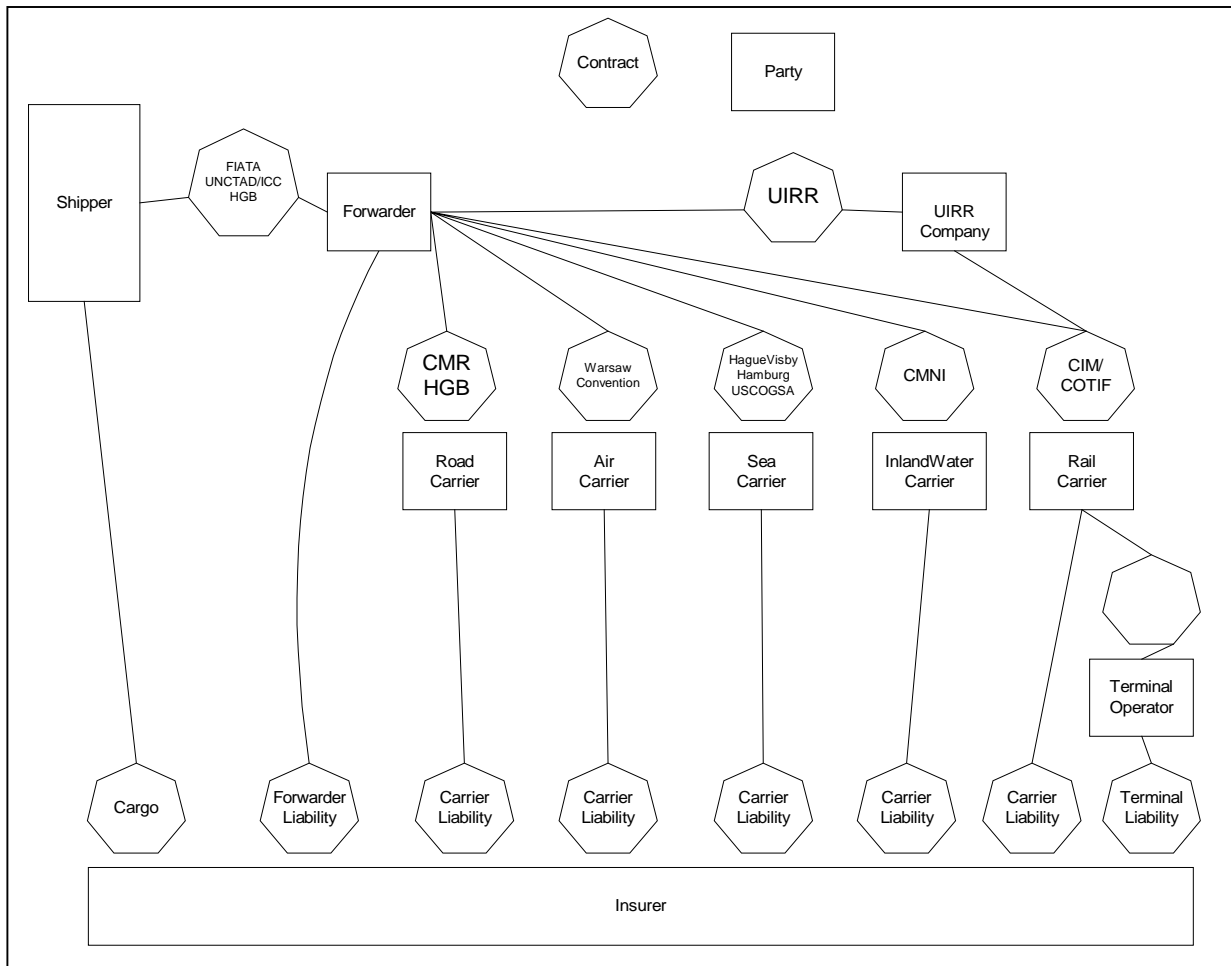 Contract
Party
Shipper
FIATA
UNCTAD/ICC
HGB
Forwarder
UIRR
UIRR
Company
CMR
HGB
Warsaw
Convention
HagueVisby
Hamburg
USCOGSA
CMNI
CIM/
COTIF
Road
Carrier
Air
Carrier
Sea
Carrier
InlandWater
Carrier
Rail
Carrier
Terminal
Operator
Cargo
Forwarder
Liability
Carrier
Liability
Carrier
Liability
Carrier
Liability
Carrier
Liability
Carrier
Liability
Terminal
Liability
Insurer